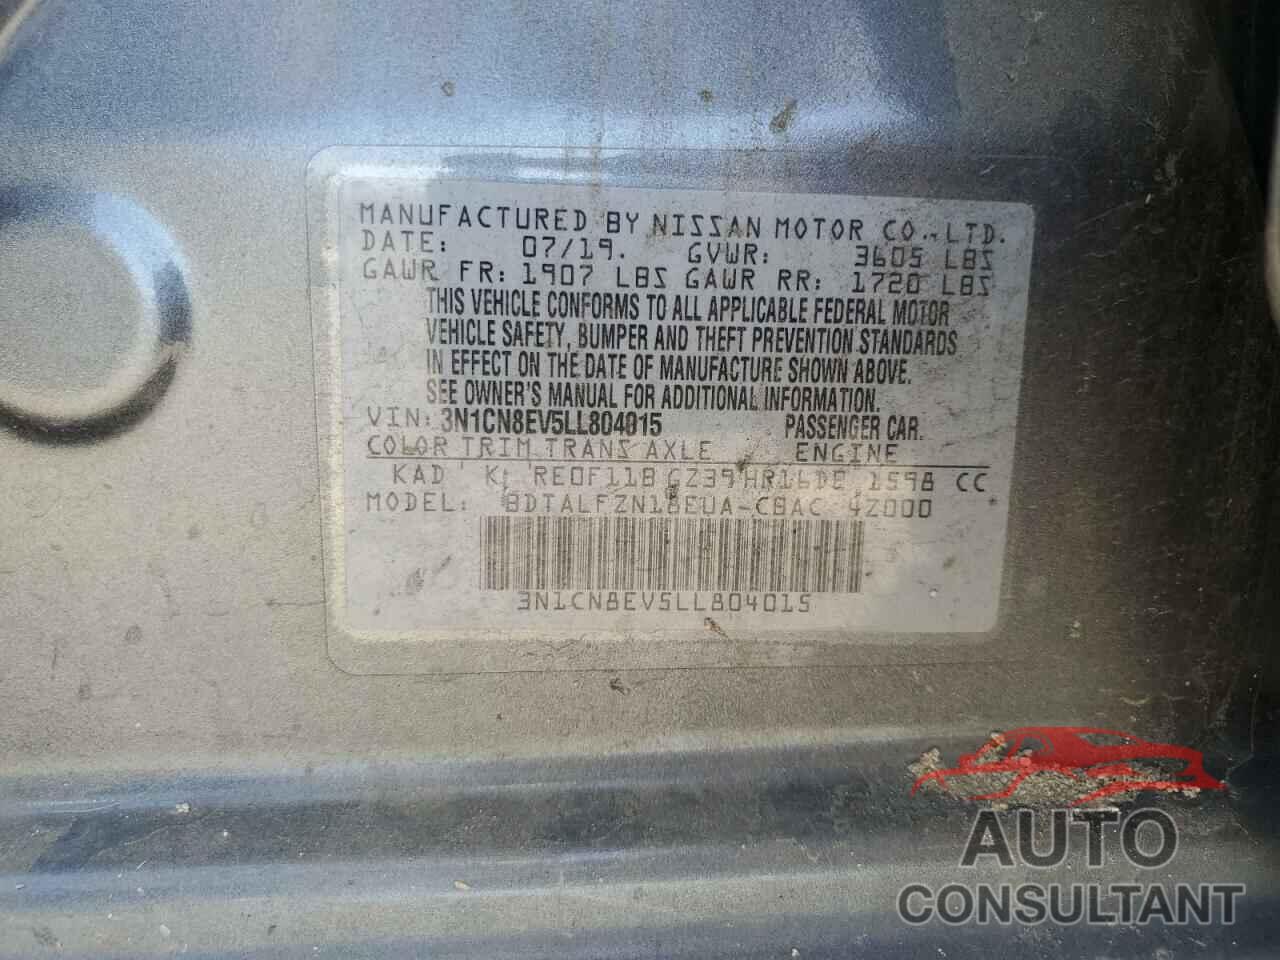 MANUFACTURED BY NISSAN MOTOR CO., LTD.
DATE: 07/19. GVWR: 3605 LBS
GAWR FR: 1907 LBS GAWR RR: 1720 LBS
THIS VEHICLE CONFORMS TO ALL APPLICABLE FEDERAL MOTOR
VEHICLE SAFETY, BUMPER AND THEFT PREVENTION STANDARDS
IN EFFECT ON THE DATE OF MANUFACTURE SHOWN ABOVE.
SEE OWNER'S MANUAL FOR ADDITIONAL INFORMATION.
VIN: 3N1CN8EV5LL804015 PASSENGER CAR.
COLOR TRIM TRANS AXLE ENGINE
KAD K RE0F11B GZ39 HR16DE 1598 CC
MODEL: BDTALFZN18EUA-CBAC 4Z000
3N1CN8EV5LL804015
AUTO
CONSULTANT